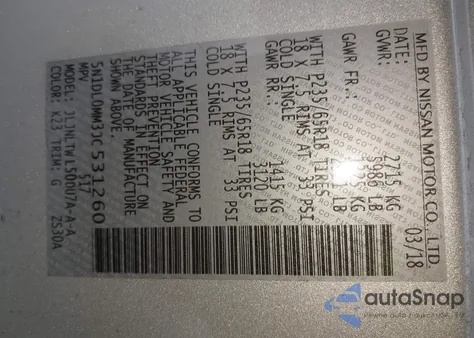 MFD BY NISSAN MOTOR CO., LTD.
DATE: 03/18
GVWR: 2715 KG
5986 LB
GAWR FR.: KG
LB
WITH P235/65R18 TIRES
18 X 7.5 RIMS AT 33 PSI
COLD SINGLE
GAWR RR.: 1415 KG
3120 LB
WITH P235/65R18 TIRES
18 X 7.5 RIMS AT 33 PSI
COLD SINGLE
THIS VEHICLE CONFORMS TO
ALL APPLICABLE FEDERAL
MOTOR VEHICLE SAFETY AND
THEFT PREVENTION
STANDARDS IN EFFECT ON
THE DATE OF MANUFACTURE
SHOWN ABOVE
5N1DL0MM3JC531260
MPV
MODEL:
COLOR: K23 TRIM: G 2S30A
autoSnap